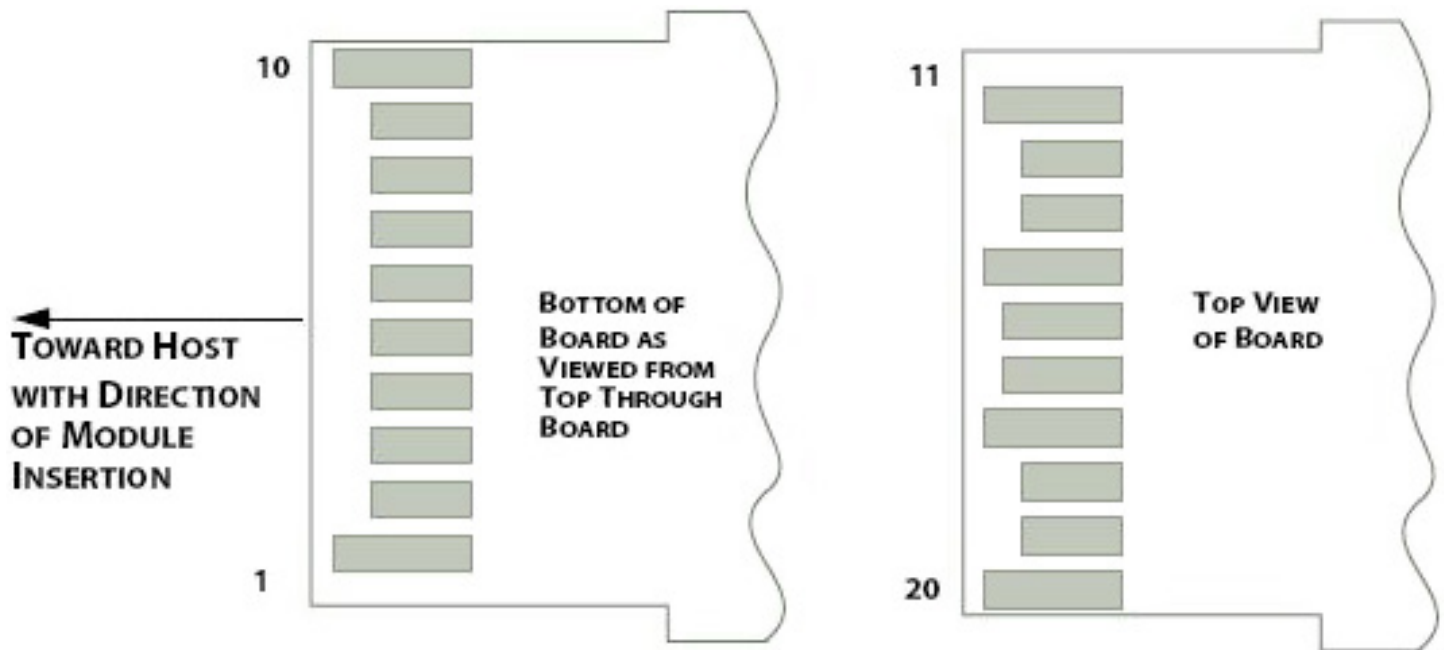 10
1
Toward Host
with Direction
of Module
Insertion
Bottom of
Board as
Viewed from
Top Through
Board
11
20
Top View
of Board